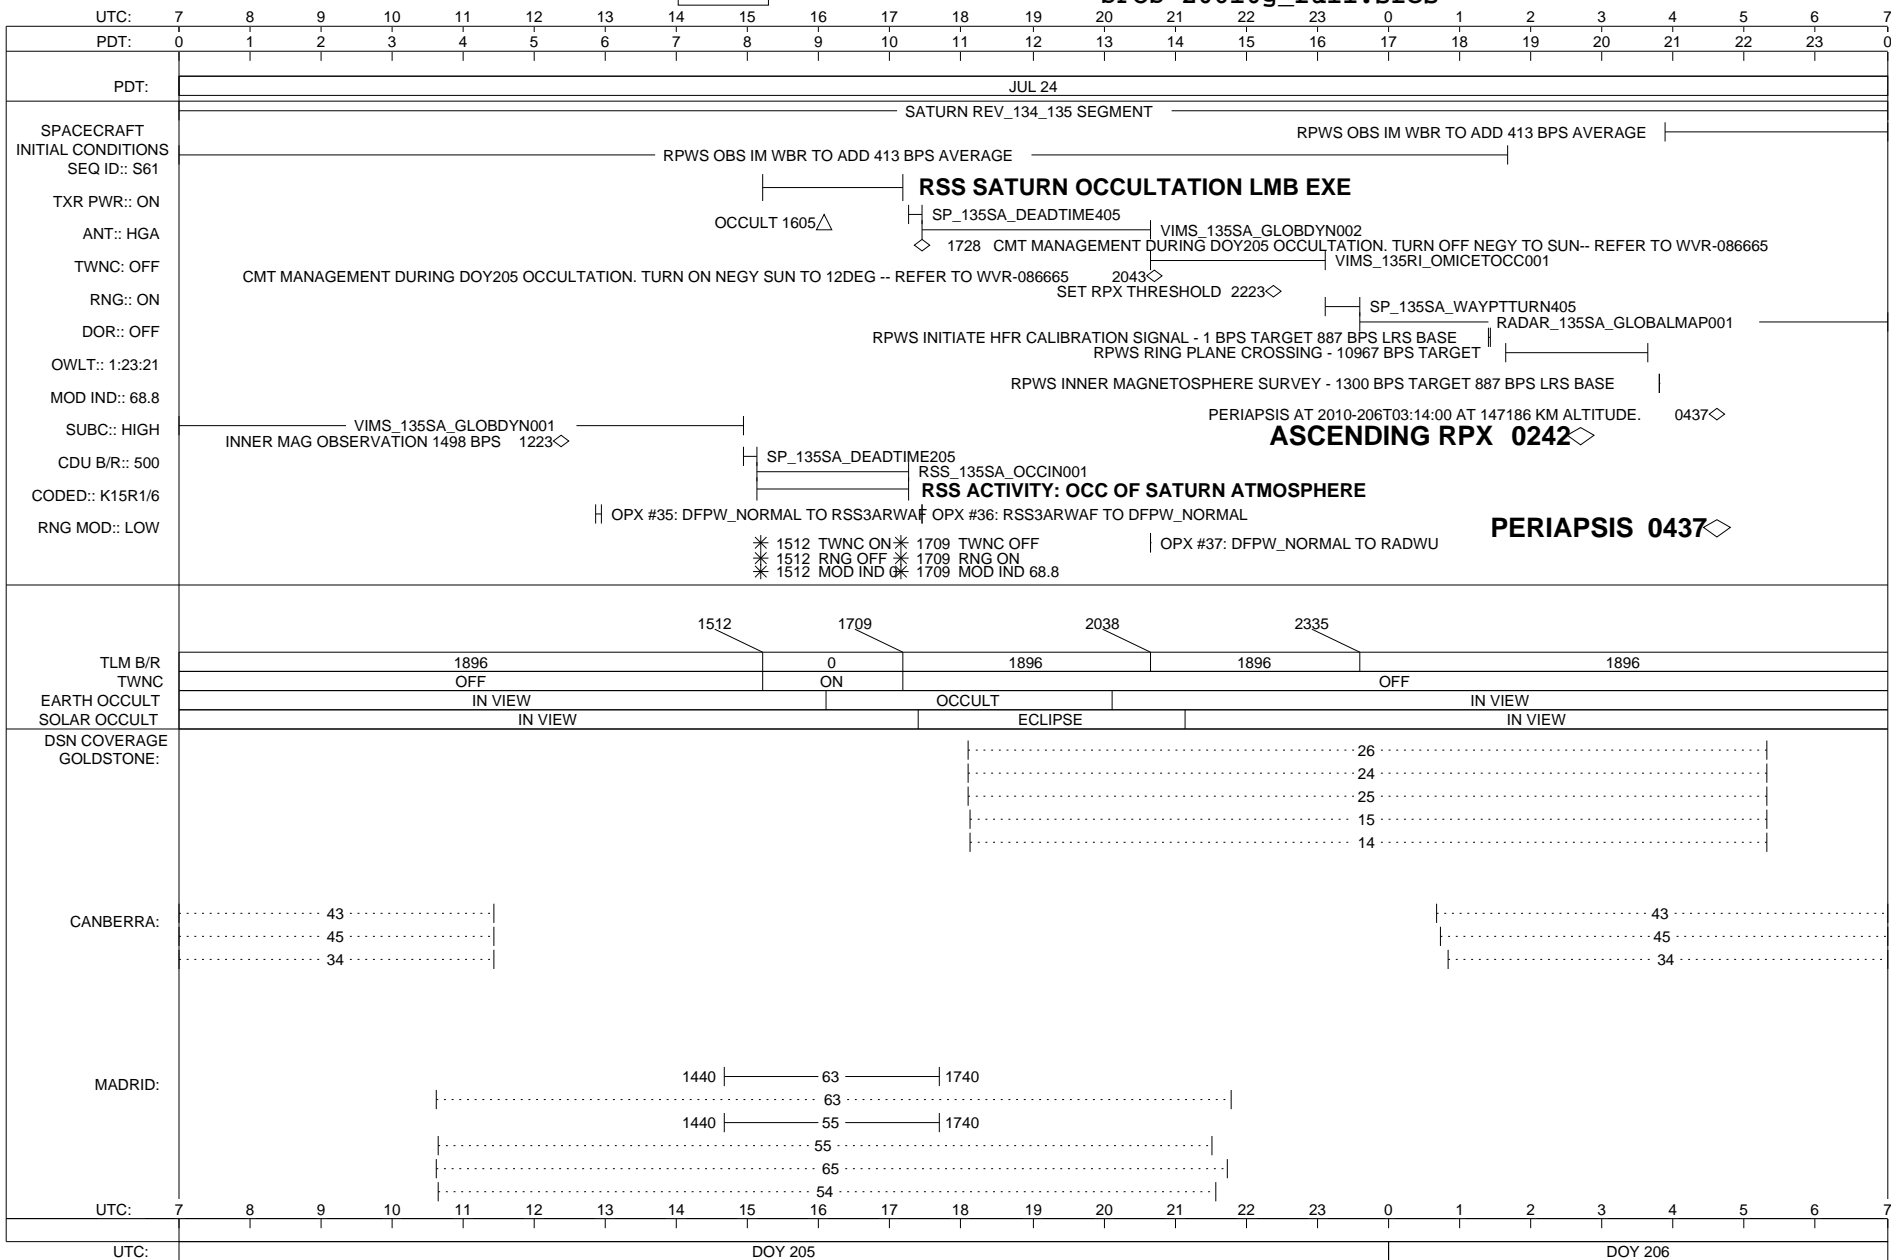 UTC: 7 8 9 10 11 12 13 14 15 16 17 18 19 20 21 22 23 0 1 2 3 4 5 6 7
PDT: 0 1 2 3 4 5 6 7 8 9 10 11 12 13 14 15 16 17 18 19 20 21 22 23 0
PDT: JUL 24
SATURN REV_134_135 SEGMENT
SPACECRAFT
INITIAL CONDITIONS
RPWS OBS IM WBR TO ADD 413 BPS AVERAGE
RPWS OBS IM WBR TO ADD 413 BPS AVERAGE
SEQ ID:: S61
RSS SATURN OCCULTATION LMB EXE
TXR PWR:: ON
SP_135SA_DEADTIME405
OCCULT 1605
VIMS_135SA_GLOBDYN002
ANT:: HGA
1728 CMT MANAGEMENT DURING DOY205 OCCULTATION. TURN OFF NEGY TO SUN-- REFER TO WVR-086665
VIMS_135RI_OMICETOCC001
TWNC: OFF
CMT MANAGEMENT DURING DOY205 OCCULTATION. TURN ON NEGY SUN TO 12DEG -- REFER TO WVR-086665 2043
SET RPX THRESHOLD 2223
RNG:: ON
SP_135SA_WAYPTTURN405
RADAR_135SA_GLOBALMAP001
DOR:: OFF
RPWS INITIATE HFR CALIBRATION SIGNAL - 1 BPS TARGET 887 BPS LRS BASE
RPWS RING PLANE CROSSING - 10967 BPS TARGET
OWLT:: 1:23:21
RPWS INNER MAGNETOSPHERE SURVEY - 1300 BPS TARGET 887 BPS LRS BASE
MOD IND:: 68.8
PERIAPSIS AT 2010-206T03:14:00 AT 147186 KM ALTITUDE. 0437
SUBC:: HIGH
VIMS_135SA_GLOBDYN001
ASCENDING RPX 0242
INNER MAG OBSERVATION 1498 BPS 1223
SP_135SA_DEADTIME205
CDU B/R:: 500
RSS_135SA_OCCIN001
RSS ACTIVITY: OCC OF SATURN ATMOSPHERE
CODED:: K15R1/6
OPX #35: DFPW_NORMAL TO RSS3ARWAF OPX #36: RSS3ARWAF TO DFPW_NORMAL
RNG MOD:: LOW
PERIAPSIS 0437
1512 TWNC ON 1709 TWNC OFF
OPX #37: DFPW_NORMAL TO RADWU
1512 RNG OFF 1709 RNG ON
1512 MOD IND 0 1709 MOD IND 68.8
1512 1709 2038 2335
TLM B/R 1896 0 1896 1896 1896
TWNC OFF ON OFF
EARTH OCCULT IN VIEW OCCULT IN VIEW
SOLAR OCCULT IN VIEW ECLIPSE IN VIEW
DSN COVERAGE
GOLDSTONE:
26
24
25
15
14
CANBERRA:
43 43
45 45
34 34
MADRID:
1440 63 1740
63
1440 55 1740
55
65
54
UTC: 7 8 9 10 11 12 13 14 15 16 17 18 19 20 21 22 23 0 1 2 3 4 5 6 7
UTC: DOY 205 DOY 206